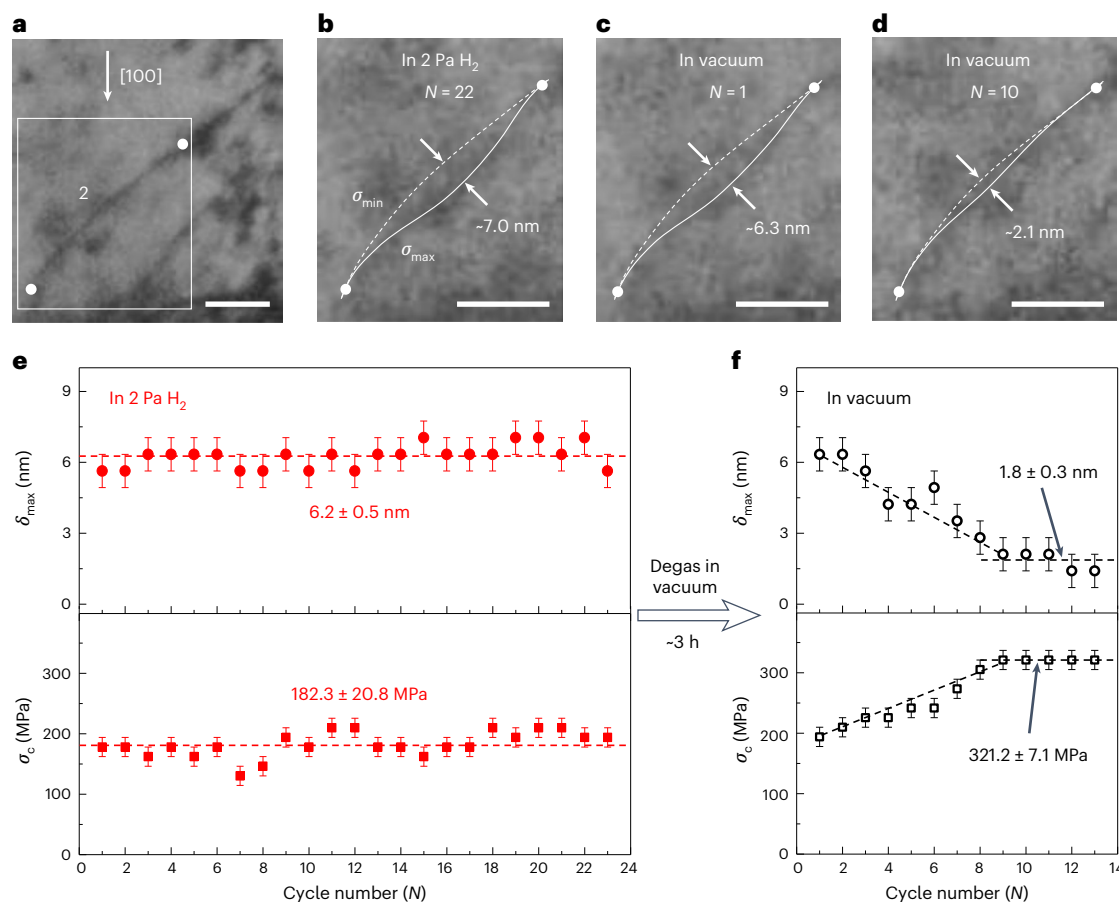 a
[100]
2
b
In 2 Pa H₂
N = 22
σmin
σmax
~7.0 nm
c
In vacuum
N = 1
~6.3 nm
d
In vacuum
N = 10
~2.1 nm
e
In 2 Pa H₂
9
6
3
0
δmax (nm)
6.2 ± 0.5 nm
300
200
100
0
σc (MPa)
182.3 ± 20.8 MPa
0 2 4 6 8 10 12 14 16 18 20 22 24
Cycle number (N)
Degas in
vacuum
~3 h
f
In vacuum
9
6
3
0
δmax (nm)
1.8 ± 0.3 nm
300
200
100
0
σc (MPa)
321.2 ± 7.1 MPa
0 2 4 6 8 10 12 14
Cycle number (N)